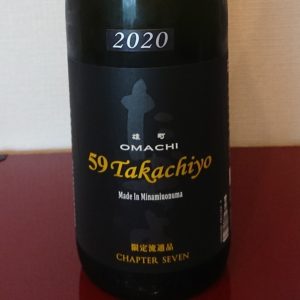 2020
雄町
OMACHI
59 Takachiyo
Made In Minamiuonuma
限定流通品
CHAPTER SEVEN